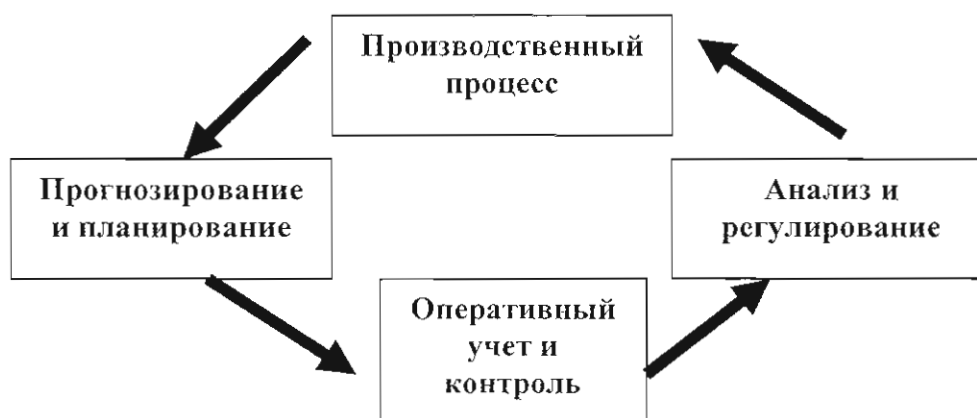 Производственный
процесс
Прогнозирование
и планирование
Анализ и
регулирование
Оперативный
учет и
контроль